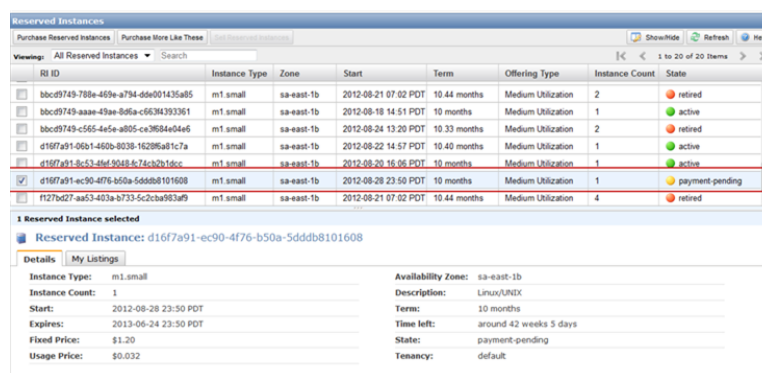 Reserved Instances
Purchase Reserved Instances Purchase More Like These Sell Reserved Instances Show/Hide Refresh He
Viewing: All Reserved Instances Search 1 to 20 of 20 Items
RI ID Instance Type Zone Start Term Offering Type Instance Count State
bbcd9749-788e-469e-a794-dde001435a85 m1.small sa-east-1b 2012-08-21 07:02 PDT 10.44 months Medium Utilization 2 retired
bbcd9749-aaae-49ae-8d6a-c663f4393361 m1.small sa-east-1b 2012-08-18 14:51 PDT 10 months Medium Utilization 1 active
bbcd9749-c565-4e5e-a805-ce3f684e04e6 m1.small sa-east-1b 2012-08-24 13:20 PDT 10.33 months Medium Utilization 2 retired
d16f7a91-06b1-460b-8038-1628f6a81c7a m1.small sa-east-1b 2012-08-22 14:57 PDT 10.40 months Medium Utilization 1 active
d16f7a91-8c53-4fef-9048-fc74cb2b1dcc m1.small sa-east-1b 2012-08-20 16:06 PDT 10 months Medium Utilization 1 active
d16f7a91-ec90-4f76-b50a-5dddb8101608 m1.small sa-east-1b 2012-08-28 23:50 PDT 10 months Medium Utilization 1 payment-pending
f127bd27-aa53-403a-b733-5c2cba983af9 m1.small sa-east-1b 2012-08-21 07:02 PDT 10.44 months Medium Utilization 4 retired
1 Reserved Instance selected
Reserved Instance: d16f7a91-ec90-4f76-b50a-5dddb8101608
Details My Listings
Instance Type: m1.small Availability Zone: sa-east-1b
Instance Count: 1 Description: Linux/UNIX
Start: 2012-08-28 23:50 PDT Term: 10 months
Expires: 2013-06-24 23:50 PDT Time left: around 42 weeks 5 days
Fixed Price: $1.20 State: payment-pending
Usage Price: $0.032 Tenancy: default